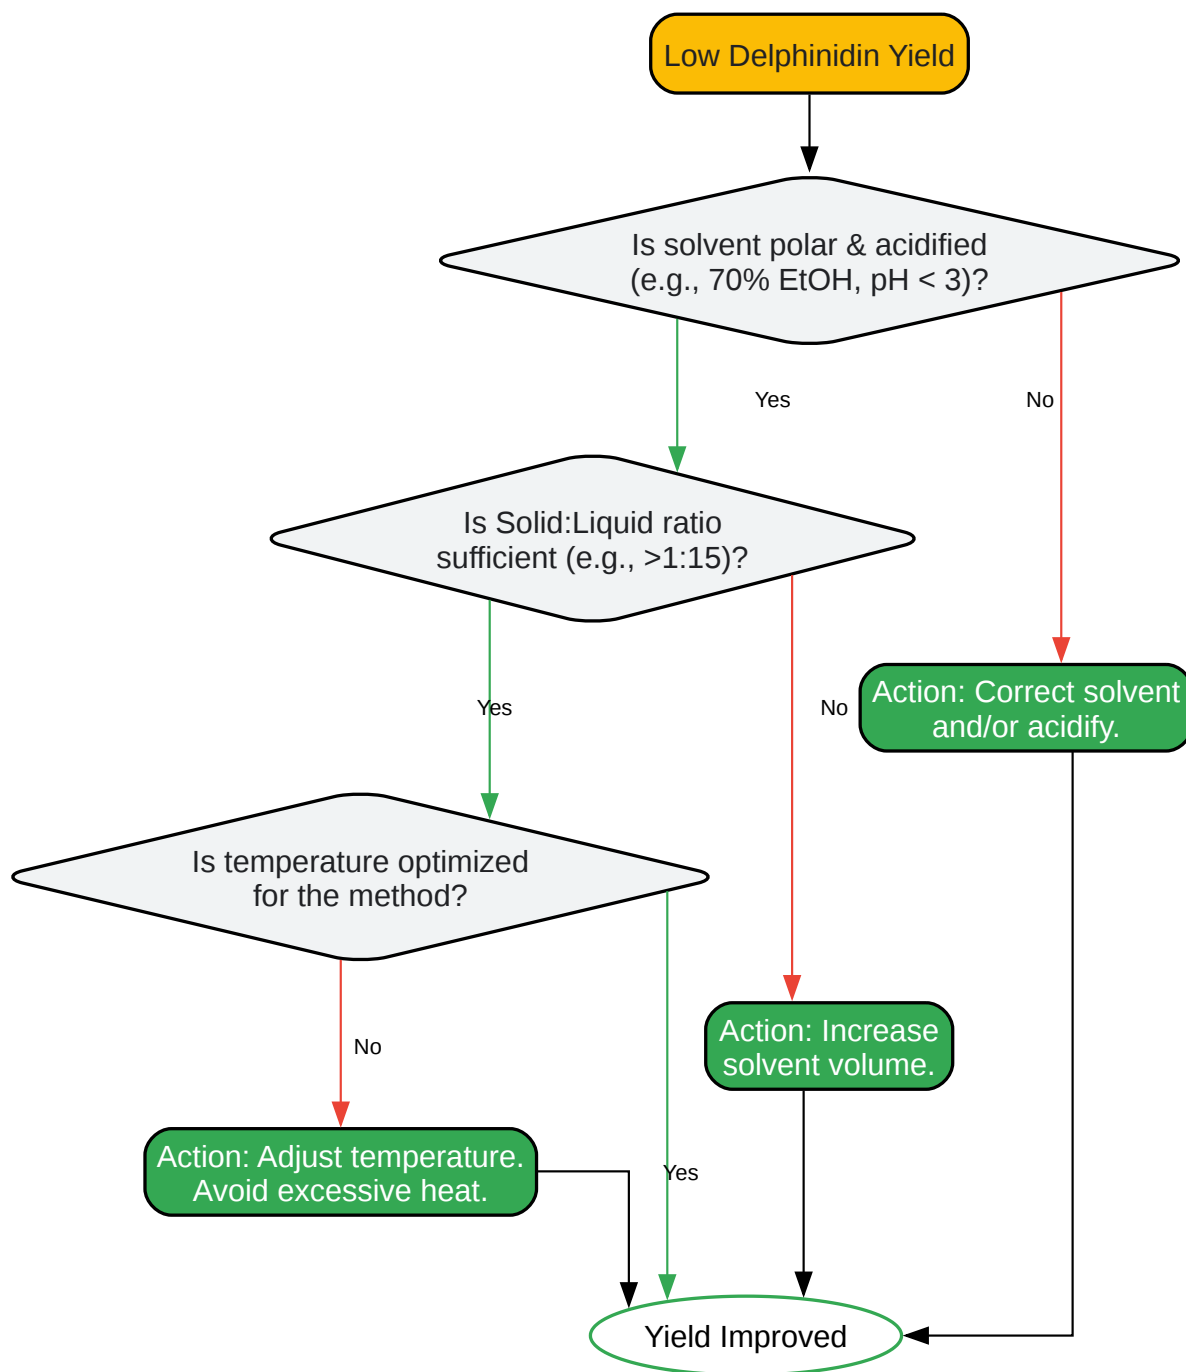 Low Delphinidin Yield
Is solvent polar & acidified
(e.g., 70% EtOH, pH < 3)?
Yes
No
Is Solid:Liquid ratio
sufficient (e.g., >1:15)?
Yes
No
Action: Correct solvent
and/or acidify.
Is temperature optimized
for the method?
No
Action: Increase
solvent volume.
Action: Adjust temperature.
Avoid excessive heat.
Yes
Yield Improved